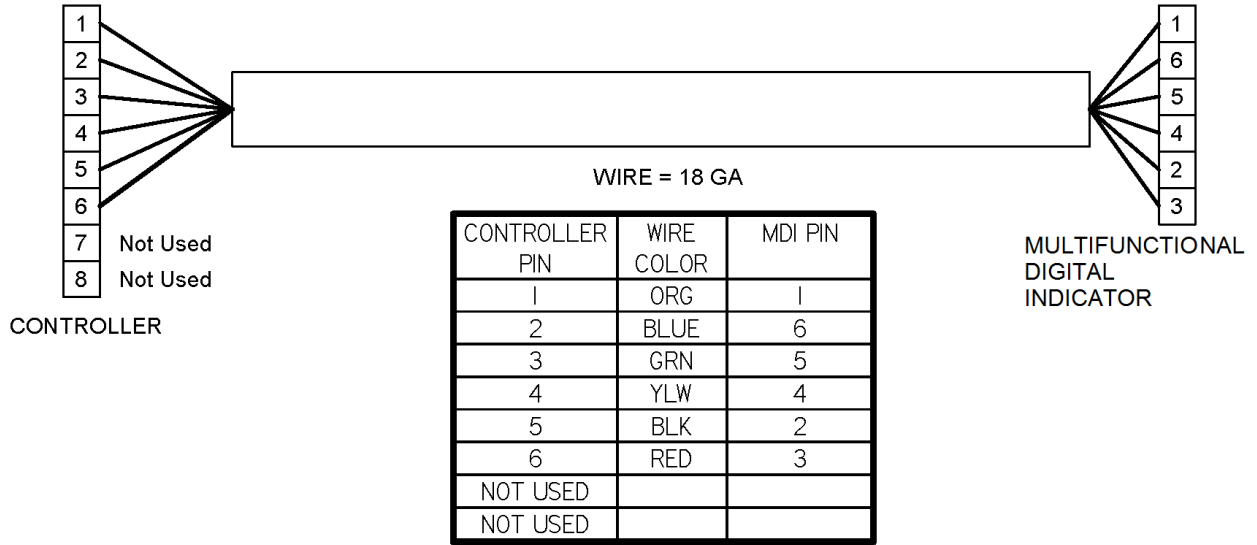 1
2
3
4
5
6
7 Not Used
8 Not Used
CONTROLLER
WIRE = 18 GA
1
6
5
4
2
3
MULTIFUNCTIONAL
DIGITAL
INDICATOR
CONTROLLER PIN WIRE COLOR MDI PIN
1 ORG 1
2 BLUE 6
3 GRN 5
4 YLW 4
5 BLK 2
6 RED 3
NOT USED
NOT USED